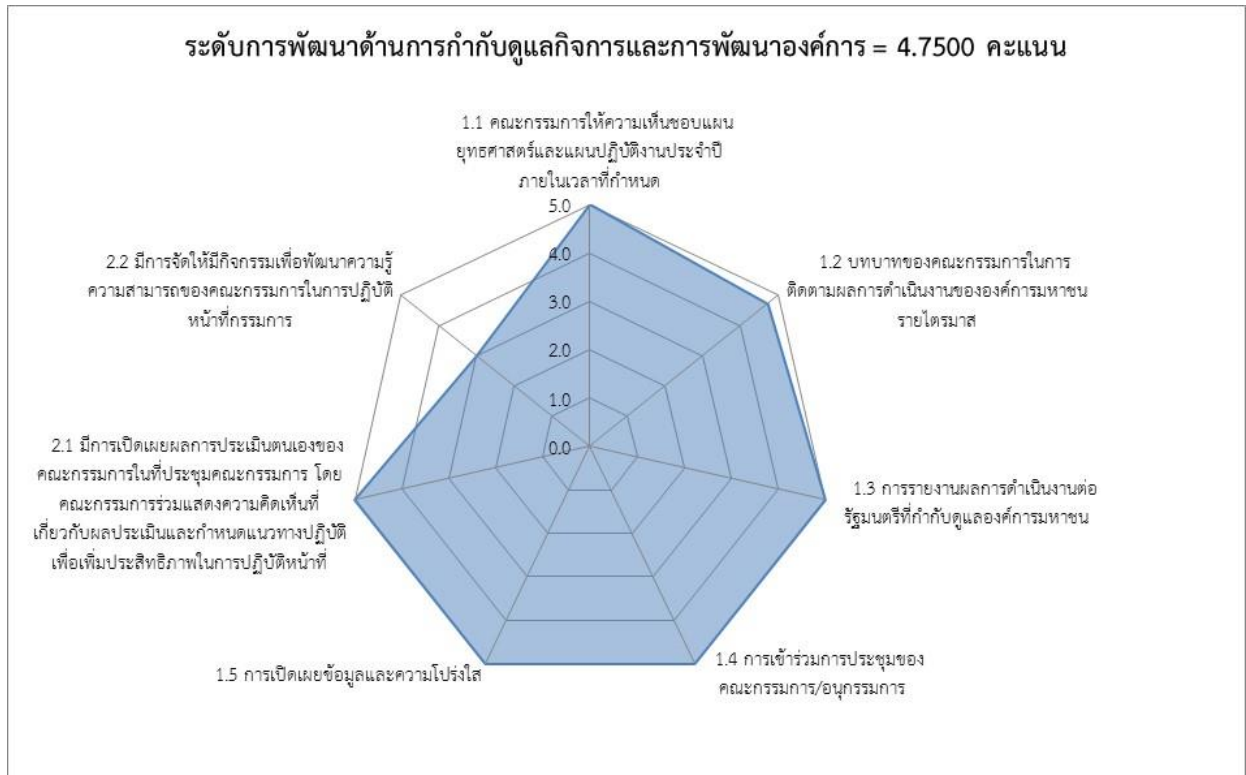 ระดับการพัฒนาด้านการกำกับดูแลกิจการและการพัฒนาองค์การ = 4.7500 คะแนน
1.1 คณะกรรมการให้ความเห็นชอบแผน
ยุทธศาสตร์และแผนปฏิบัติงานประจำปี
ภายในเวลาที่กำหนด
5.0
4.0
3.0
2.0
1.0
0.0
1.2 บทบาทของคณะกรรมการในการ
ติดตามผลการดำเนินงานขององค์การมหาชน
รายไตรมาส
1.3 การรายงานผลการดำเนินงานต่อ
รัฐมนตรีที่กำกับดูแลองค์การมหาชน
1.4 การเข้าร่วมการประชุมของ
คณะกรรมการ/อนุกรรมการ
1.5 การเปิดเผยข้อมูลและความโปร่งใส
2.1 มีการเปิดเผยผลการประเมินตนเองของ
คณะกรรมการในที่ประชุมคณะกรรมการ โดย
คณะกรรมการร่วมแสดงความคิดเห็นที่
เกี่ยวกับผลประเมินและกำหนดแนวทางปฏิบัติ
เพื่อเพิ่มประสิทธิภาพในการปฏิบัติหน้าที่
2.2 มีการจัดให้มีกิจกรรมเพื่อพัฒนาความรู้
ความสามารถของคณะกรรมการในการปฏิบัติ
หน้าที่กรรมการ